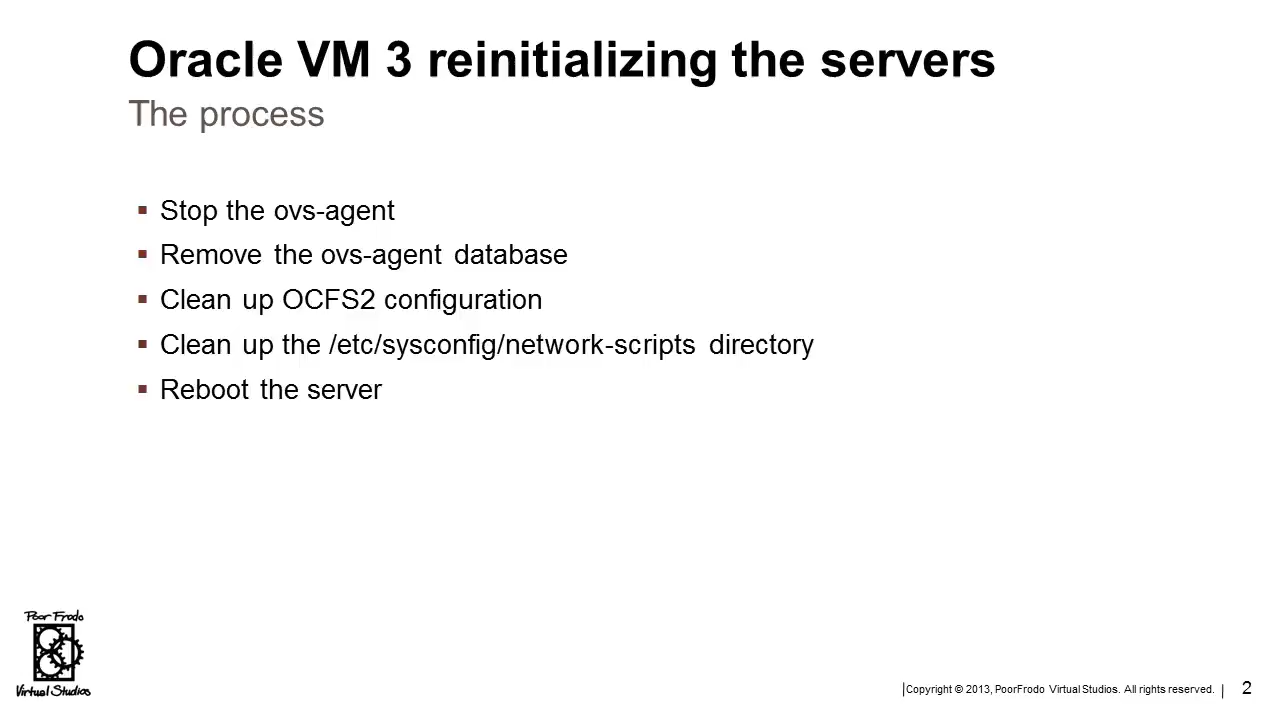 Oracle VM 3 reinitializing the servers
The process
▪ Stop the ovs-agent
▪ Remove the ovs-agent database
▪ Clean up OCFS2 configuration
▪ Clean up the /etc/sysconfig/network-scripts directory
▪ Reboot the server
Poor Frodo
Virtual Studios
|Copyright © 2013, PoorFrodo Virtual Studios. All rights reserved. | 2